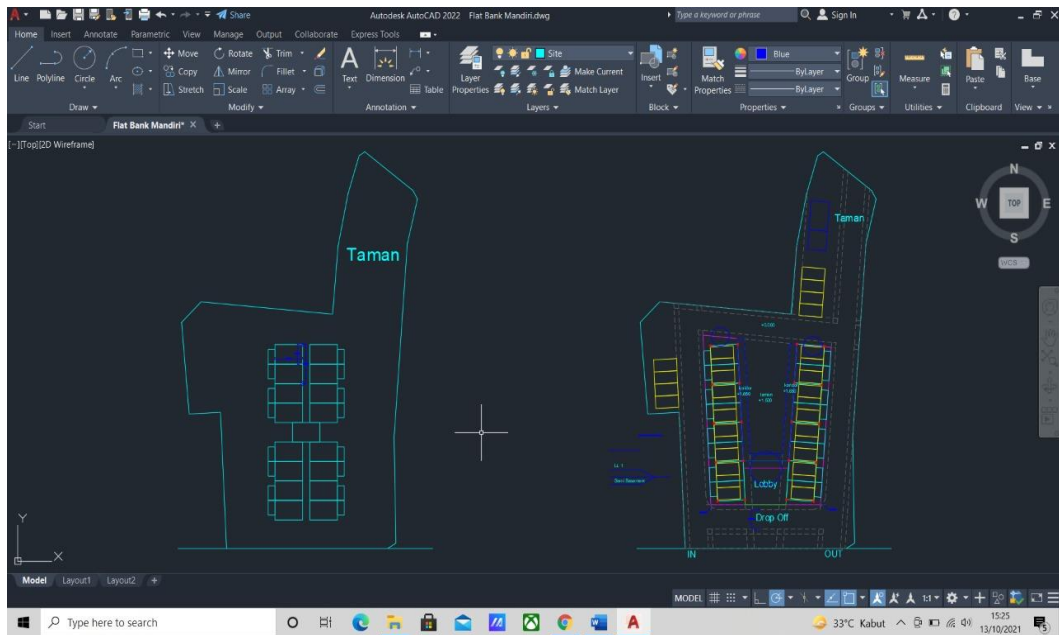 Share
Autodesk AutoCAD 2022 Flat Bank Mandiri.dwg
Type a keyword or phrase
Sign In
Home Insert Annotate Parametric View Manage Output Collaborate Express Tools
Line Polyline Circle Arc
Move Rotate Trim
Copy Mirror Fillet
Stretch Scale Array
Text Dimension
Table
Layer Properties
Site
Make Current
Match Layer
Insert
Match Properties
Blue
ByLayer
ByLayer
Group
Measure
Paste
Base
Draw Modify Annotation Layers Block Properties Groups Utilities Clipboard View
Start Flat Bank Mandiri*
[-][Top][2D Wireframe]
N
W TOP E
S
WCS
Taman
Taman
Lobby
Drop Off
IN OUT
Y
X
Model Layout1 Layout2
MODEL 1:1
Type here to search
33°C Kabut
15:25
13/10/2021